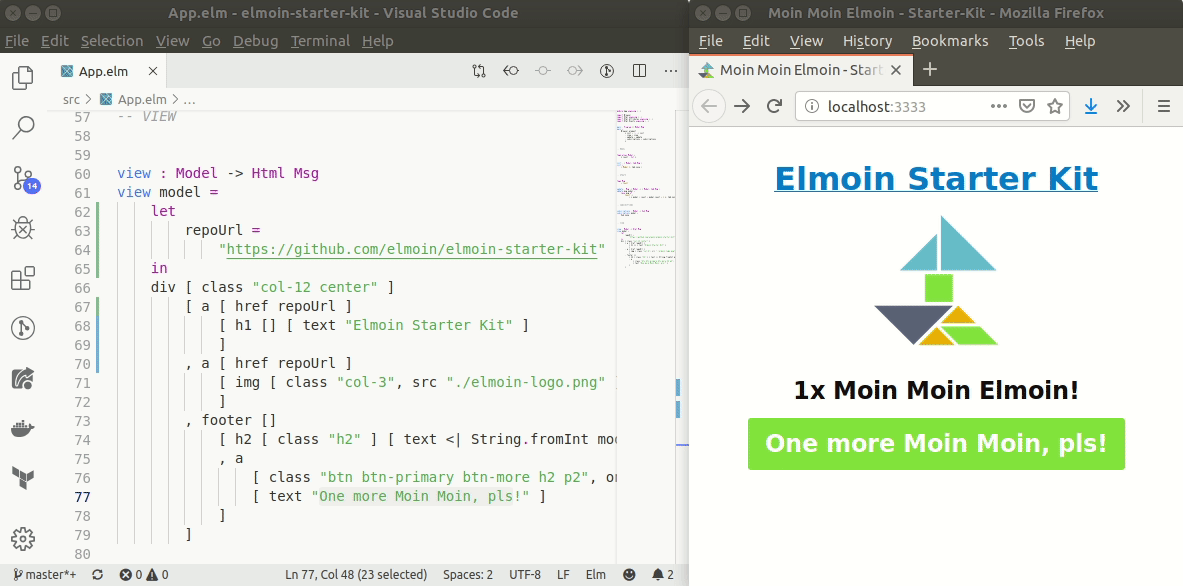 App.elm - elmoin-starter-kit - Visual Studio Code
File Edit Selection View Go Debug Terminal Help
App.elm
src > App.elm > ...
57 -- VIEW
58
59
60 view : Model -> Html Msg
61 view model =
62 let
63 repoUrl =
64 "https://github.com/elmoin/elmoin-starter-kit"
65 in
66 div [ class "col-12 center" ]
67 [ a [ href repoUrl ]
68 [ h1 [] [ text "Elmoin Starter Kit" ]
69 ]
70 , a [ href repoUrl ]
71 [ img [ class "col-3", src "./elmoin-logo.png"
72 ]
73 , footer []
74 [ h2 [ class "h2" ] [ text <| String.fromInt mo
75 , a
76 [ class "btn btn-primary btn-more h2 p2", on
77 [ text "One more Moin Moin, pls!" ]
78 ]
79 ]
80
14
master*+ 0 0 Ln 77, Col 48 (23 selected) Spaces: 2 UTF-8 LF Elm 2
Moin Moin Elmoin - Starter-Kit - Mozilla Firefox
File Edit View History Bookmarks Tools Help
Moin Moin Elmoin - Start
localhost:3333
Elmoin Starter Kit
1x Moin Moin Elmoin!
One more Moin Moin, pls!